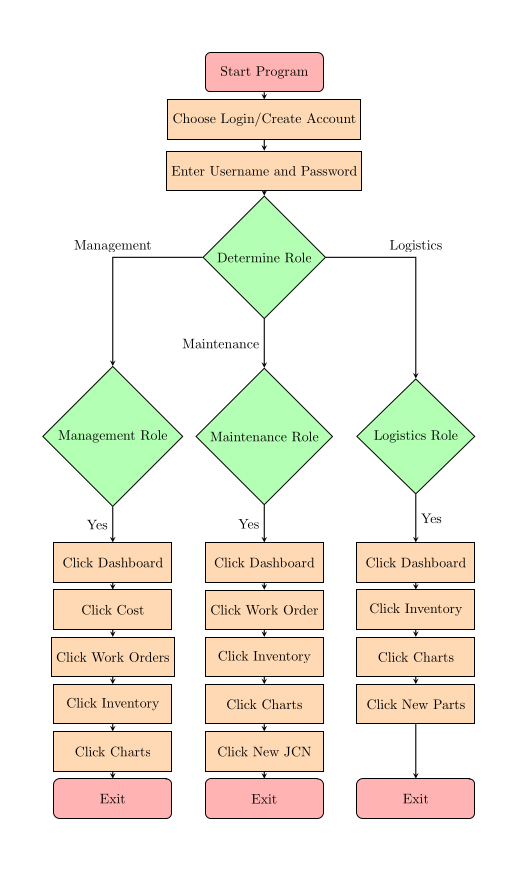 Start Program
Choose Login/Create Account
Enter Username and Password
Management
Logistics
Determine Role
Maintenance
Management Role
Maintenance Role
Logistics Role
Yes
Yes
Yes
Click Dashboard
Click Dashboard
Click Dashboard
Click Cost
Click Work Order
Click Inventory
Click Work Orders
Click Inventory
Click Charts
Click Inventory
Click Charts
Click New Parts
Click Charts
Click New JCN
Exit
Exit
Exit